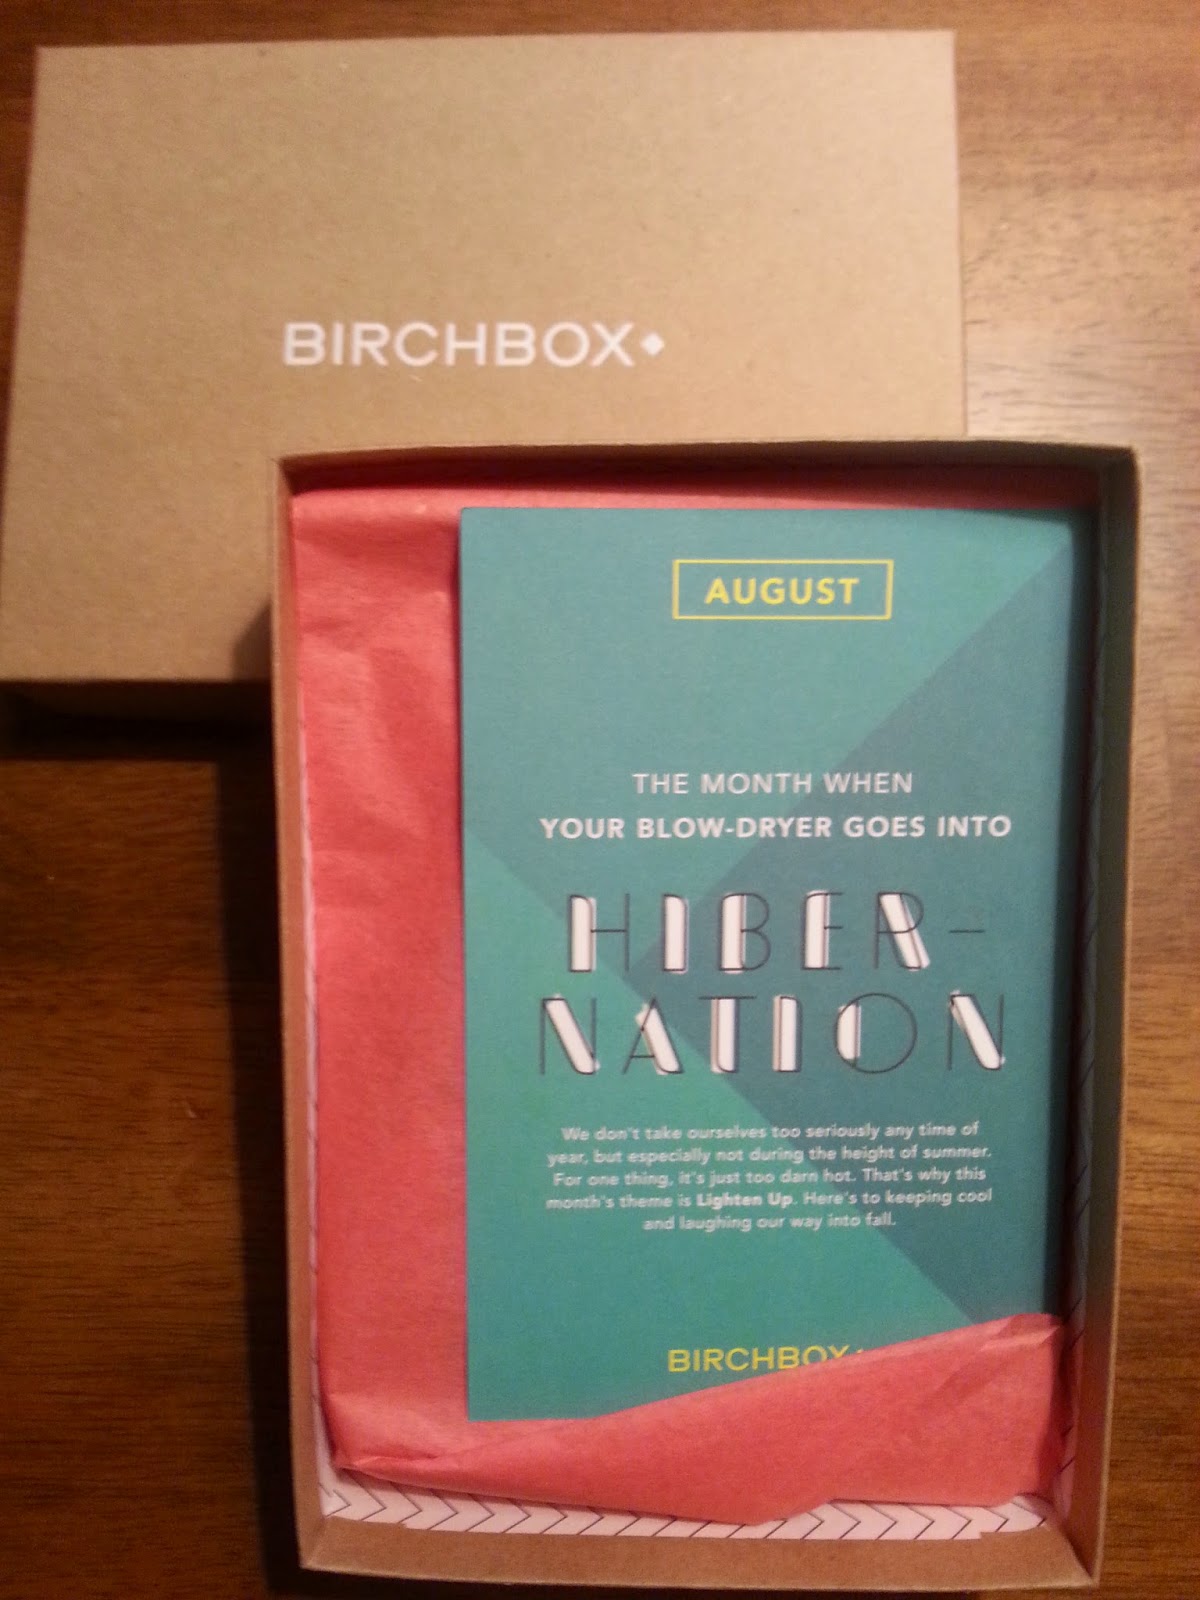 BIRCHBOX
AUGUST
THE MONTH WHEN
YOUR BLOW-DRYER GOES INTO
HIBER-
NATION
We don't take ourselves too seriously any time of
year, but especially not during the height of summer.
For one thing, it's just too darn hot. That's why this
month's theme is Lighten Up. Here's to keeping cool
and laughing our way into fall.
BIRCHBOX